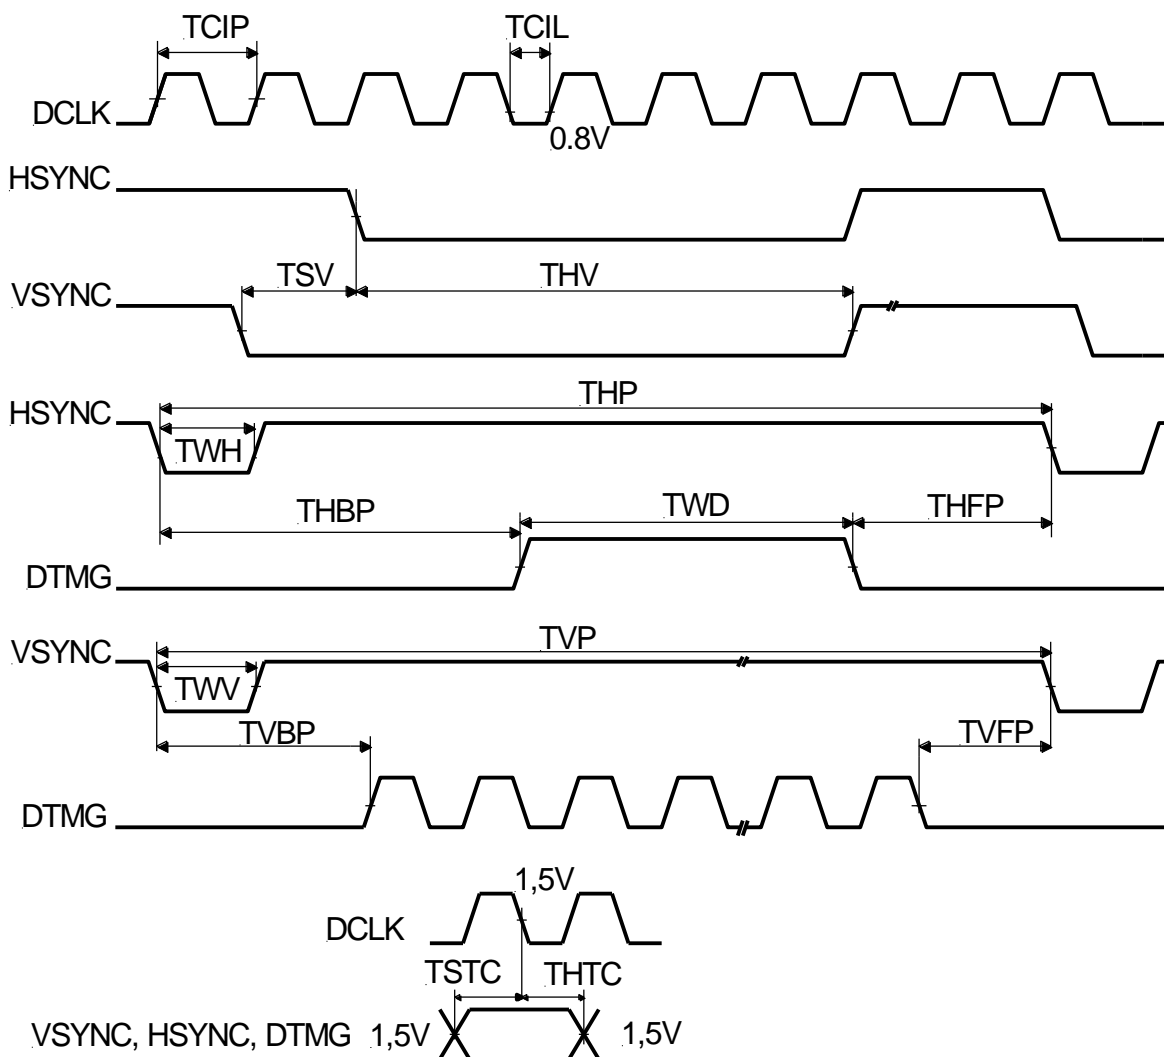 TCIP TCIL
DCLK
0.8V
HSYNC
TSV THV
VSYNC
THP
HSYNC
TWH
THBP TWD THFP
DTMG
TVP
VSYNC
TWV
TVBP TVFP
DTMG
1,5V
DCLK
TSTC THTC
VSYNC, HSYNC, DTMG 1,5V 1,5V